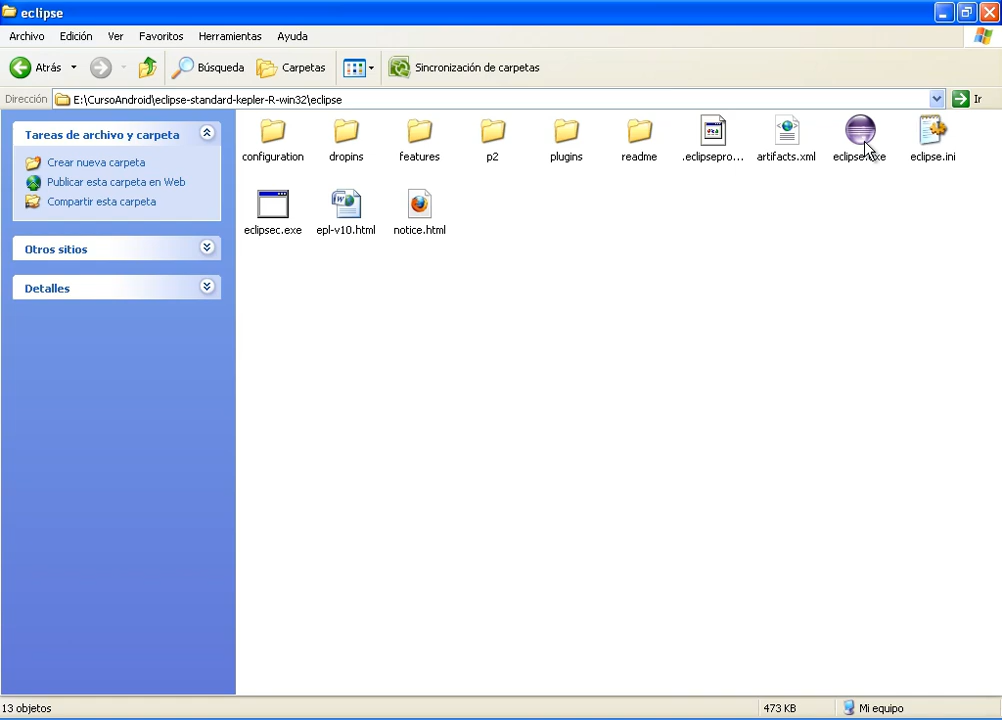 eclipse
Archivo Edición Ver Favoritos Herramientas Ayuda
Atrás Búsqueda Carpetas Sincronización de carpetas
Dirección E:\CursoAndroid\eclipse-standard-kepler-R-win32\eclipse Ir
Tareas de archivo y carpeta
Crear nueva carpeta
Publicar esta carpeta en Web
Compartir esta carpeta
Otros sitios
Detalles
configuration dropins features p2 plugins readme .eclipsepro... artifacts.xml eclipse.exe eclipse.ini
eclipsec.exe epl-v10.html notice.html
13 objetos 473 KB Mi equipo